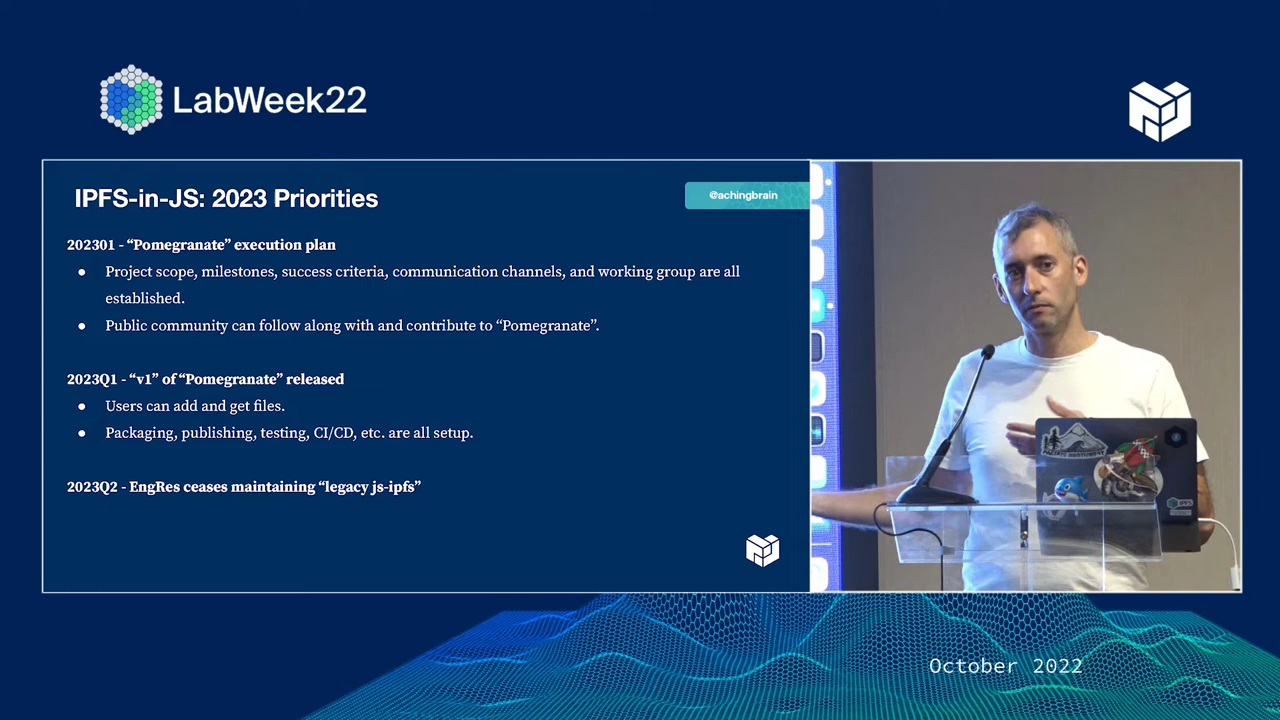 LabWeek22
IPFS-in-JS: 2023 Priorities
@achingbrain
202301 - “Pomegranate” execution plan
● Project scope, milestones, success criteria, communication channels, and working group are all
established.
● Public community can follow along with and contribute to “Pomegranate”.
2023Q1 - “v1” of “Pomegranate” released
● Users can add and get files.
● Packaging, publishing, testing, CI/CD, etc. are all setup.
2023Q2 - EngRes ceases maintaining “legacy js-ipfs”
PACIFIC NORTHWEST
IPFS
October 2022